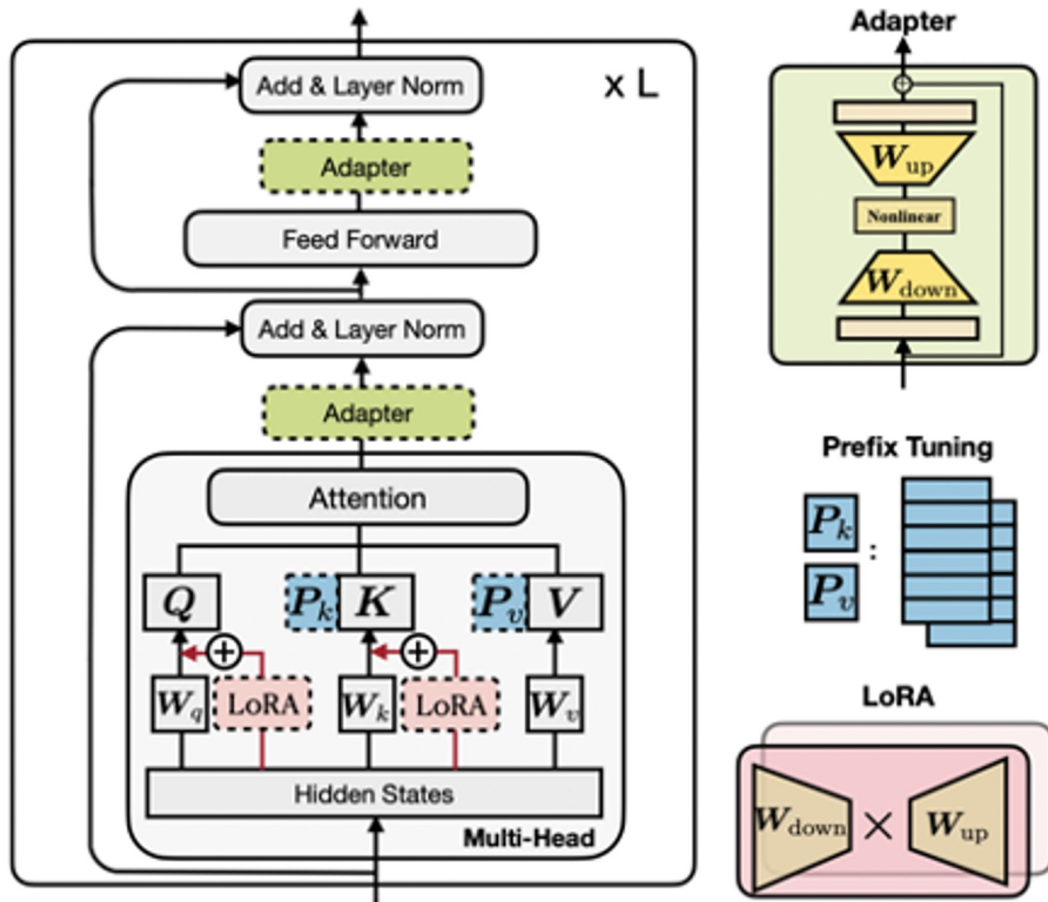 Add & Layer Norm
x L
Adapter
Feed Forward
Add & Layer Norm
Adapter
Attention
Q
P_k K
P_v V
W_q
LoRA
W_k
LoRA
W_v
Hidden States
Multi-Head
Adapter
W_up
Nonlinear
W_down
Prefix Tuning
P_k
:
P_v
LoRA
W_down × W_up